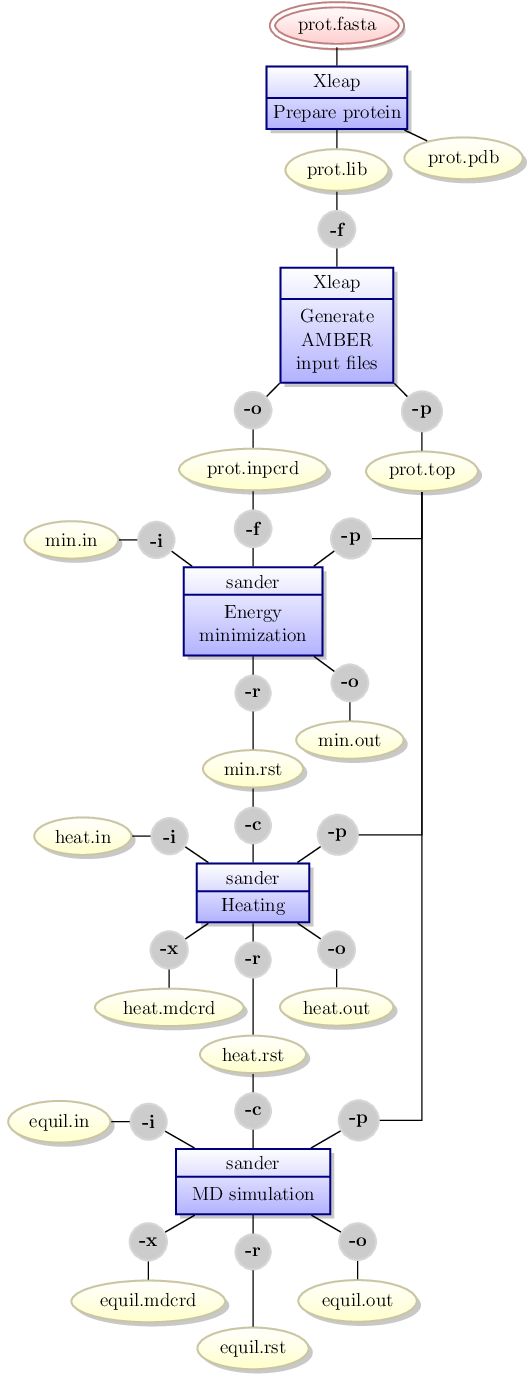 prot.fasta
Xleap
Prepare protein
prot.pdb
prot.lib
-f
Xleap
Generate
AMBER
input files
-o
-p
prot.inpcrd
prot.top
-f
-p
min.in
-i
sander
Energy
minimization
-r
-o
min.out
min.rst
-c
heat.in
-i
-p
sander
Heating
-x
-r
-o
heat.mdcrd
heat.out
heat.rst
-c
equil.in
-i
-p
sander
MD simulation
-x
-r
-o
equil.mdcrd
equil.out
equil.rst